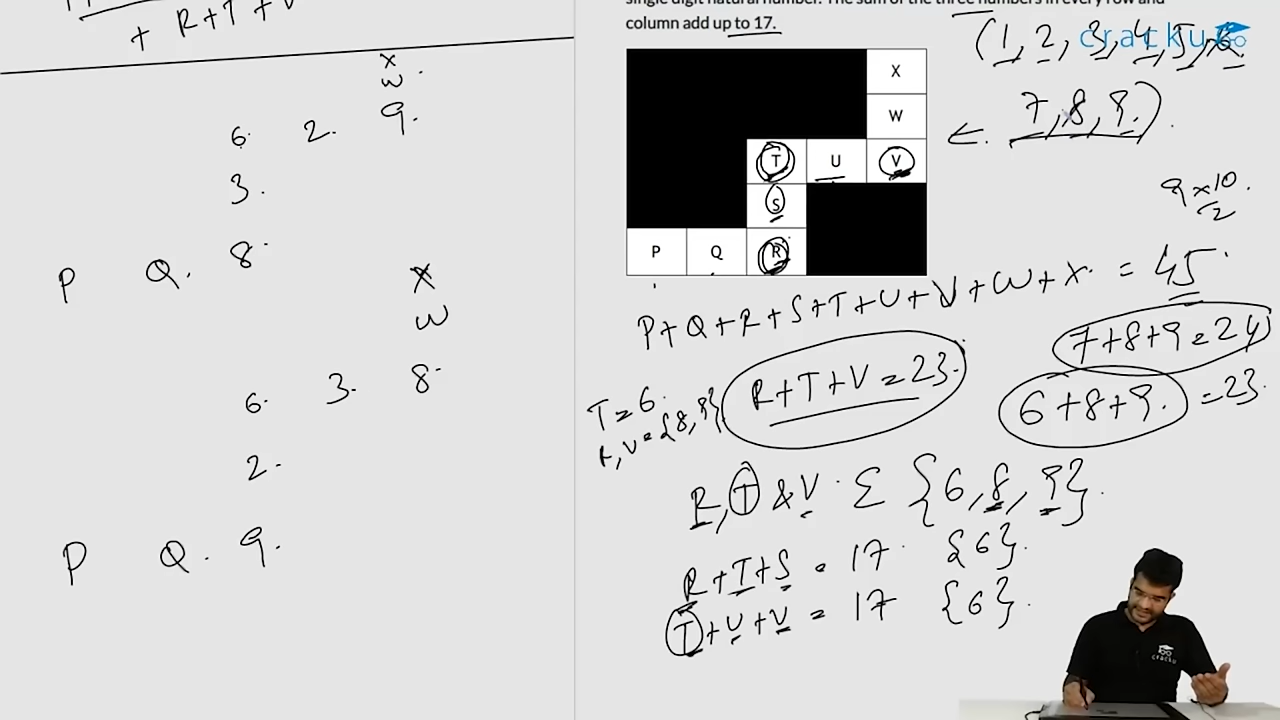 + R+T+V
single digit natural number. The sum of the three numbers in every row and
column add up to 17.
(1, 2, 3, 4, 5, 6,
7, 8, 9.)
cracku
X
W
T U V
S
P Q R
9×10
2
P+Q+R+S+T+U+V+W+X. = 45.
7+8+9=24
R+T+V=23.
6+8+9. =23.
T=6.
R,V={8,9}
R,T & V. Σ {6,8,9}.
R+T+S = 17 {6}.
T+U+V = 17 {6}.
X
W
6. 2. 9.
3.
P Q. 8.
X
W
6. 3. 8.
2.
P Q. 9.
cracku